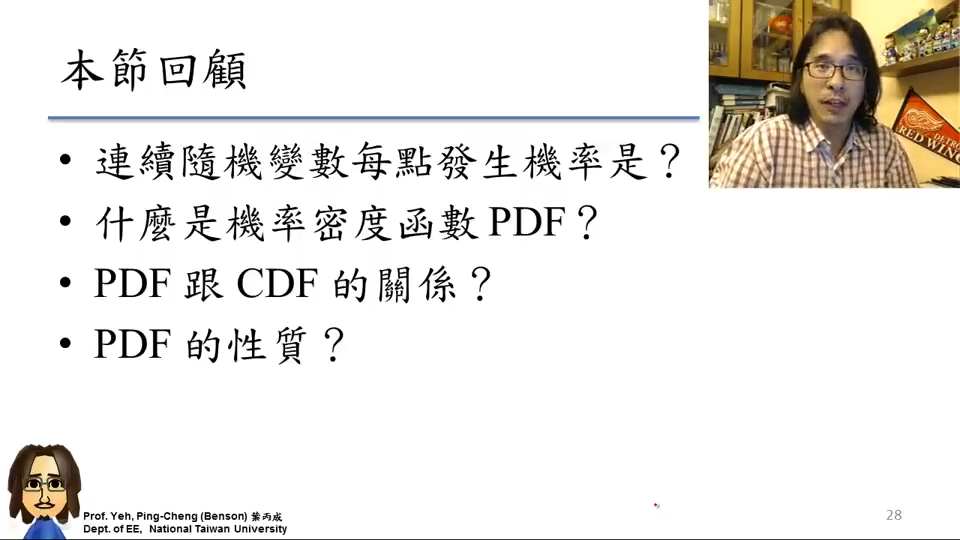 本節回顧
• 連續隨機變數每點發生機率是？
• 什麼是機率密度函數 PDF？
• PDF 跟 CDF 的關係？
• PDF 的性質？
DETRO
RED WING
Prof. Yeh, Ping-Cheng (Benson) 葉丙成
Dept. of EE, National Taiwan University
28